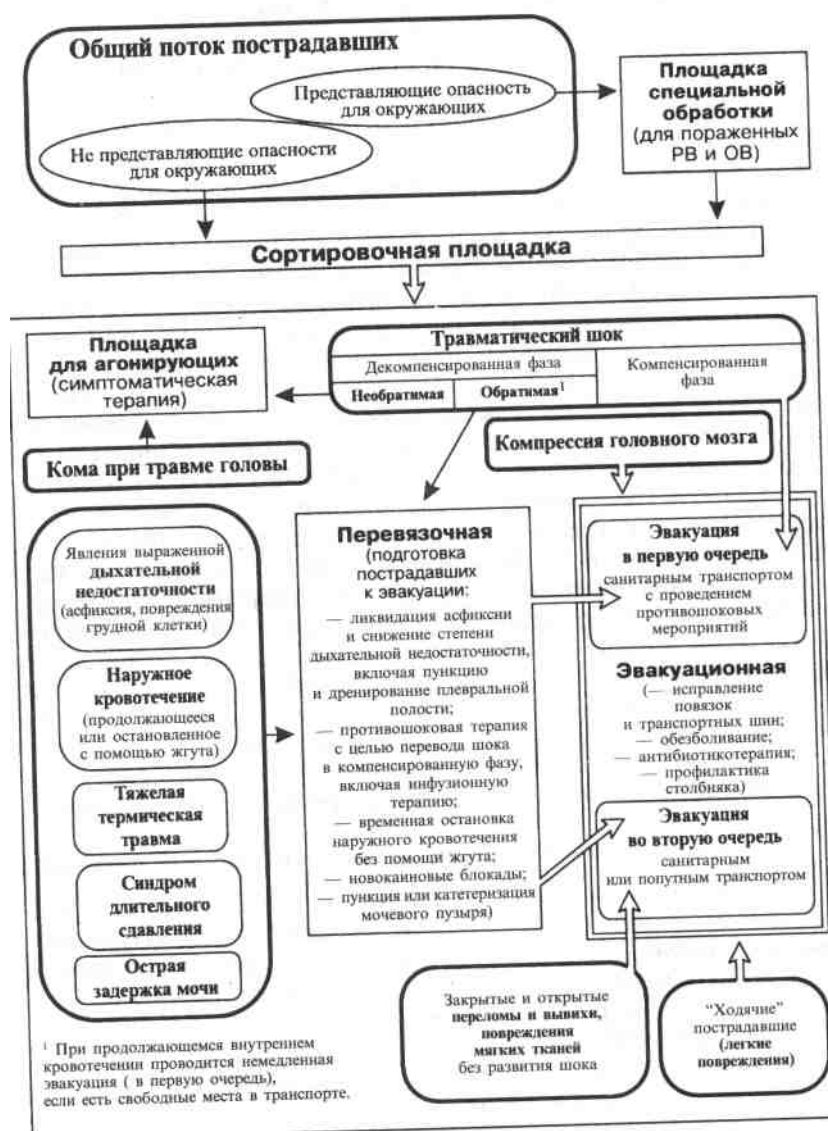 Общий поток пострадавших
Представляющие опасность
для окружающих
Не представляющие опасности
для окружающих
Площадка
специальной
обработки
(для пораженных
РВ и ОВ)
Сортировочная площадка
Площадка
для агонирующих
(симптоматическая
терапия)
Травматический шок
Декомпенсированная фаза
Необратимая
Обратимая¹
Компенсированная
фаза
Кома при травме головы
Компрессия головного мозга
Явления выраженной
дыхательной
недостаточности
(асфиксия, повреждения
грудной клетки)
Наружное
кровотечение
(продолжающееся
или остановленное
с помощью жгута)
Тяжелая
термическая
травма
Синдром
длительного
сдавления
Острая
задержка мочи
Перевязочная
(подготовка
пострадавших
к эвакуации:
— ликвидация асфиксии
и снижение степени
дыхательной недостаточности,
включая пункцию
и дренирование плевральной
полости;
— противошоковая терапия
с целью перевода шока
в компенсированную фазу,
включая инфузионную
терапию;
— временная остановка
наружного кровотечения
без помощи жгута;
— новокаиновые блокады;
— пункция или катетеризация
мочевого пузыря)
Эвакуация
в первую очередь
санитарным транспортом
с проведением
противошоковых
мероприятий
Эвакуационная
(— исправление
повязок
и транспортных шин;
— обезболивание;
— антибиотикотерапия;
— профилактика
столбняка)
Эвакуация
во вторую очередь
санитарным
или попутным транспортом
Закрытые и открытые
переломы и вывихи,
повреждения
мягких тканей
без развития шока
“Ходячие”
пострадавшие
(легкие
повреждения)
¹ При продолжающемся внутреннем
кровотечении проводится немедленная
эвакуация ( в первую очередь),
если есть свободные места в транспорте.